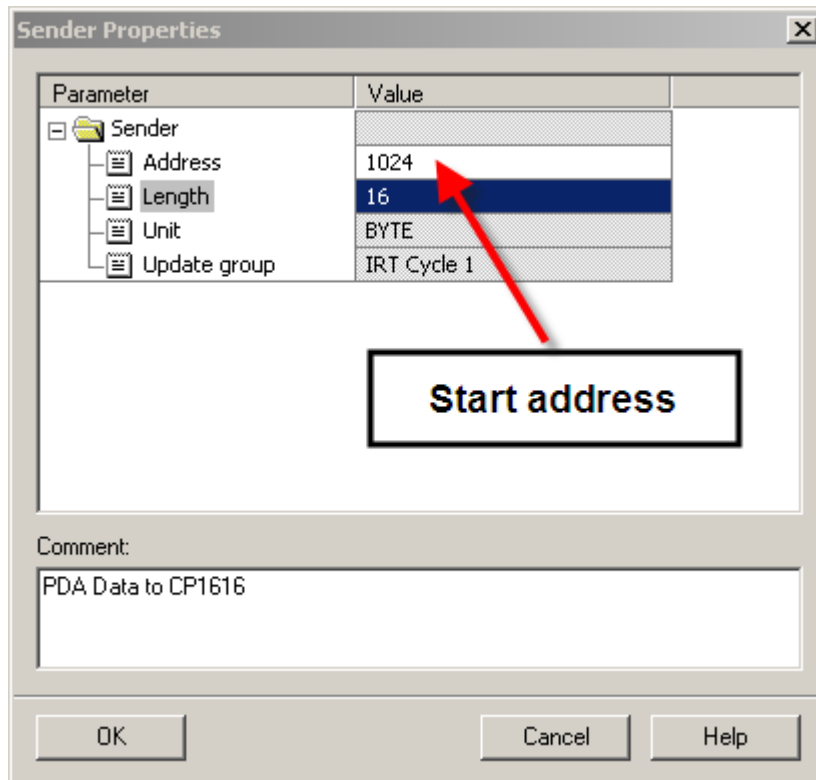 Sender Properties
Parameter Value
Sender
Address 1024
Length 16
Unit BYTE
Update group IRT Cycle 1
Start address
Comment:
PDA Data to CP1616
OK Cancel Help